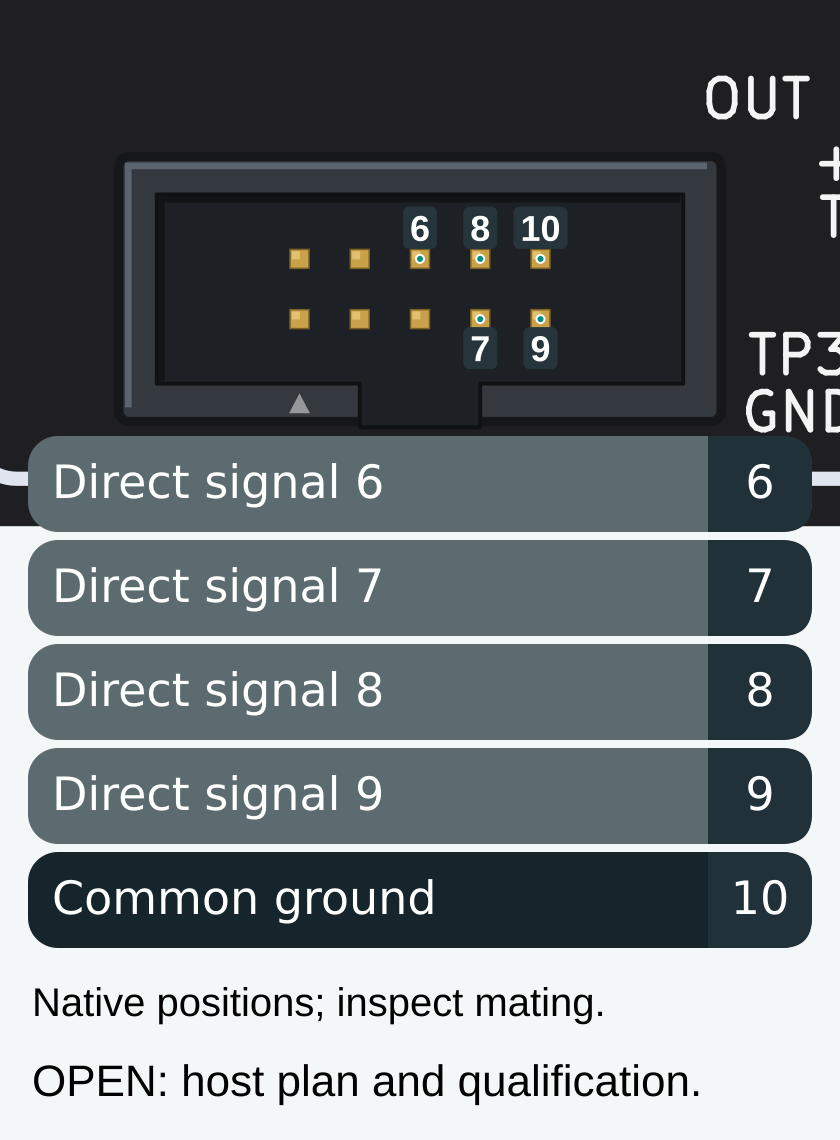 OUT
+
T
6 8 10
7 9
TP3
GND
Direct signal 6 6
Direct signal 7 7
Direct signal 8 8
Direct signal 9 9
Common ground 10
Native positions; inspect mating.
OPEN: host plan and qualification.